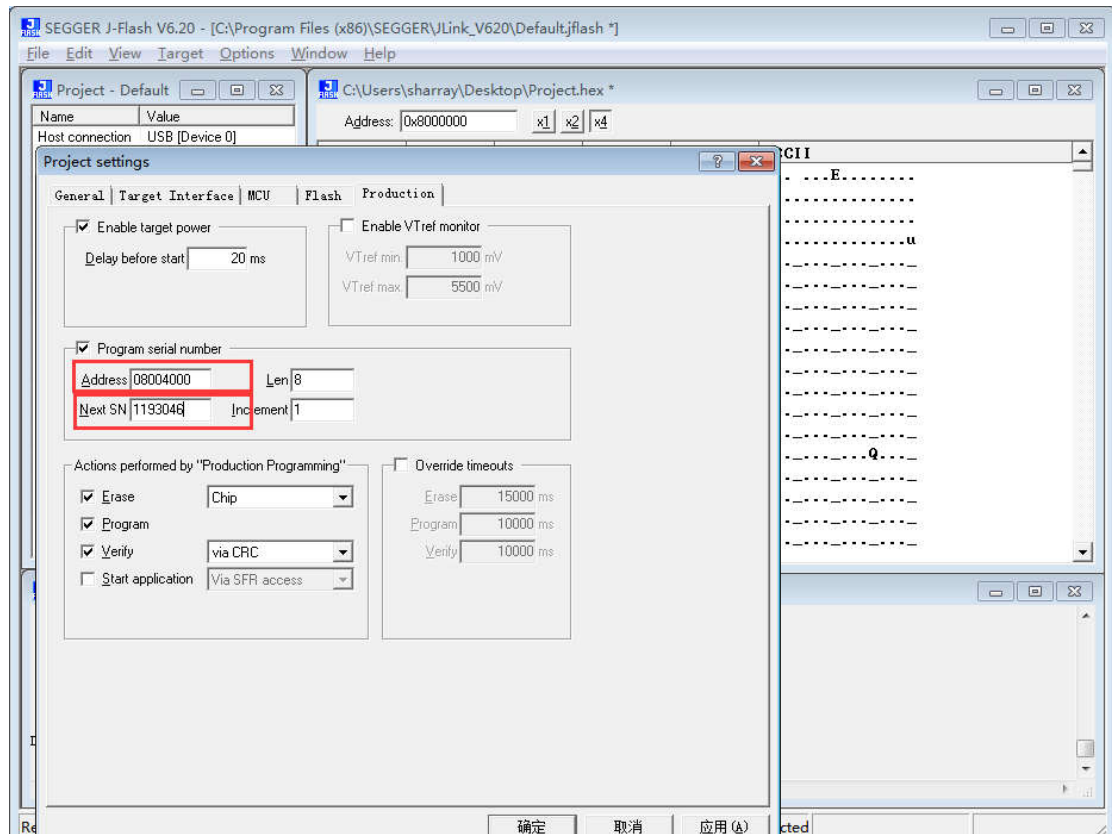 SEGGER J-Flash V6.20 - [C:\Program Files (x86)\SEGGER\JLink_V620\Default.jflash *]
File Edit View Target Options Window Help
Project - Default
C:\Users\sharray\Desktop\Project.hex *
Name Value
Address: 0x8000000 x1 x2 x4
Host connection USB [Device 0]
Project settings
CII
General Target Interface MCU Flash Production
. ...E........
..............
..............
.............u
Enable target power
Enable VTref monitor
Delay before start 20 ms
VTref min. 1000 mV
VTref max. 5500 mV
Program serial number
Address 08004000 Len 8
Next SN 1193046 Increment 1
Actions performed by "Production Programming"
Override timeouts
Erase Chip
Erase 15000 ms
Program
Program 10000 ms
Verify via CRC
Verify 10000 ms
Start application Via SFR access
确定 取消 应用(A)
Re
cted